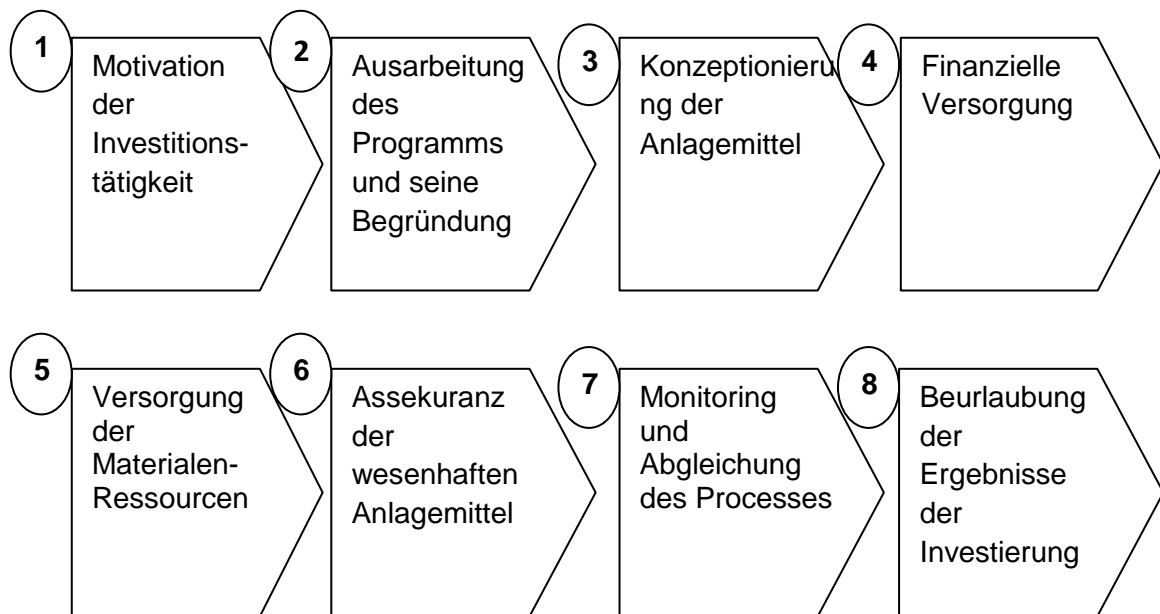 1
Motivation
der
Investitions-
tätigkeit
2
Ausarbeitung
des
Programms
und seine
Begründung
3
Konzeptionieru
ng der
Anlagemittel
4
Finanzielle
Versorgung
5
Versorgung
der
Materialen-
Ressourcen
6
Assekuranz
der
wesenhaften
Anlagemittel
7
Monitoring
und
Abgleichung
des Processes
8
Beurlaubung
der
Ergebnisse
der
Investierung